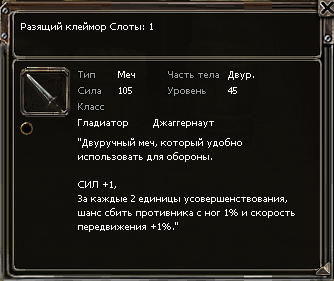 Разящий клеймор Слоты: 1
Тип Меч Часть тела Двур.
Сила 105 Уровень 45
Класс
Гладиатор Джаггернаут
"Двуручный меч, который удобно
использовать для обороны.
СИЛ +1,
За каждые 2 единицы усовершенствования,
шанс сбить противника с ног 1% и скорость
передвижения +1%."